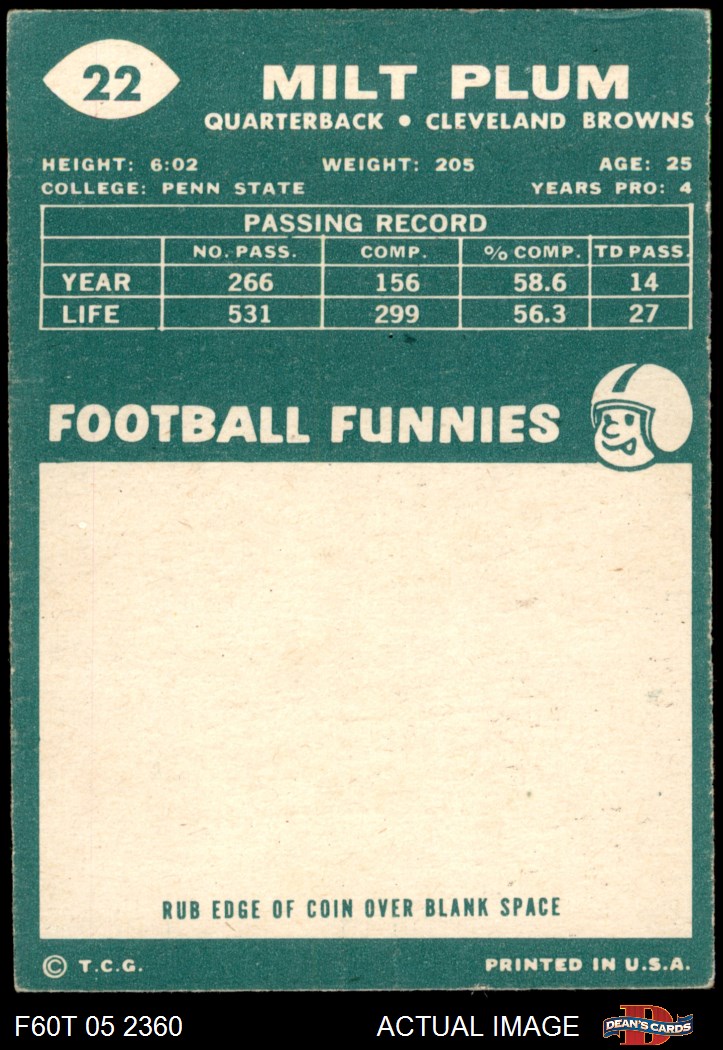 22
MILT PLUM
QUARTERBACK • CLEVELAND BROWNS
HEIGHT: 6:02 WEIGHT: 205 AGE: 25
COLLEGE: PENN STATE YEARS PRO: 4
PASSING RECORD
NO. PASS. COMP. % COMP. TD PASS.
YEAR 266 156 58.6 14
LIFE 531 299 56.3 27
FOOTBALL FUNNIES
RUB EDGE OF COIN OVER BLANK SPACE
© T.C.G. PRINTED IN U.S.A.
F60T 05 2360 ACTUAL IMAGE D DEAN'S CARDS